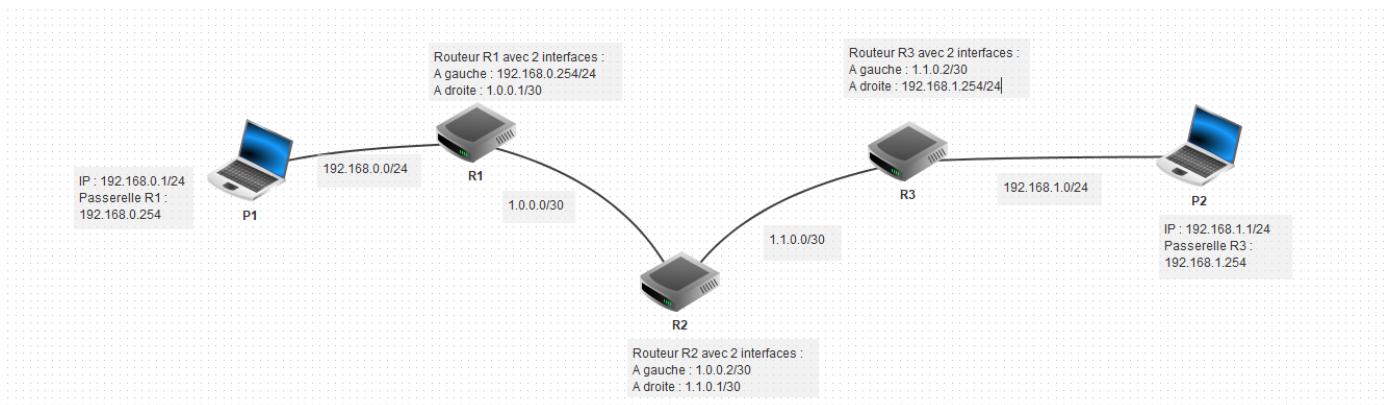 Routeur R1 avec 2 interfaces :
A gauche : 192.168.0.254/24
A droite : 1.0.0.1/30
Routeur R3 avec 2 interfaces :
A gauche : 1.1.0.2/30
A droite : 192.168.1.254/24
IP : 192.168.0.1/24
Passerelle R1 :
192.168.0.254
P1
192.168.0.0/24
R1
1.0.0.0/30
R2
1.1.0.0/30
R3
192.168.1.0/24
P2
IP : 192.168.1.1/24
Passerelle R3 :
192.168.1.254
Routeur R2 avec 2 interfaces :
A gauche : 1.0.0.2/30
A droite : 1.1.0.1/30